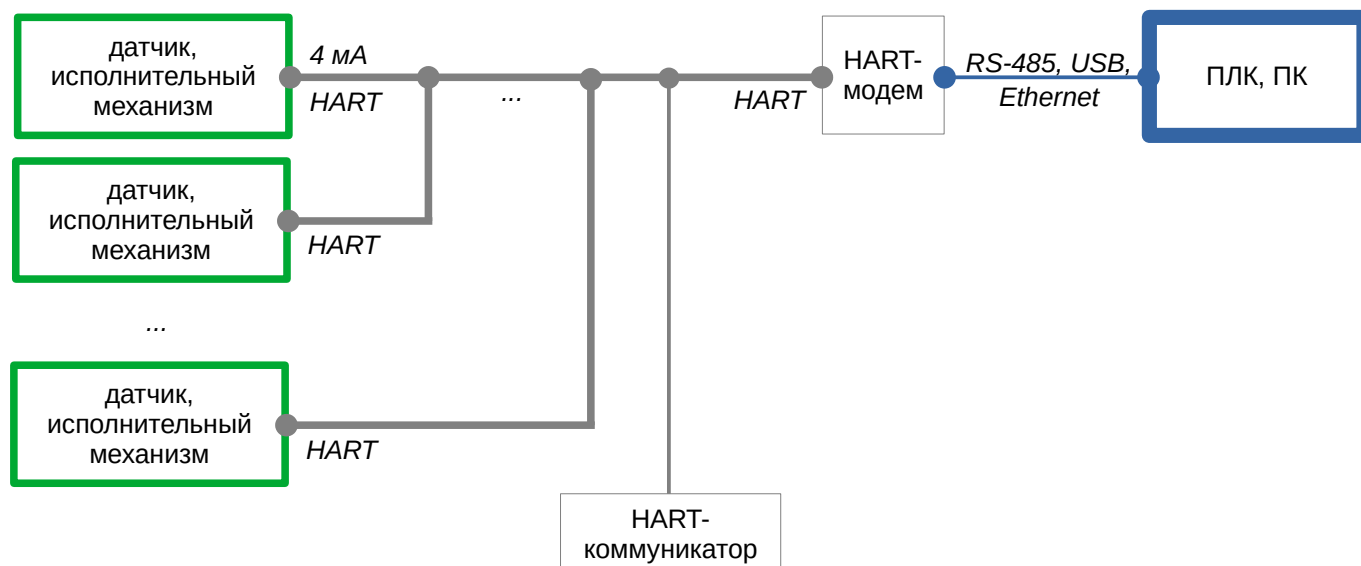 датчик,
исполнительный
механизм
4 мА
HART
...
HART
HART-
модем
RS-485, USB,
Ethernet
ПЛК, ПК
датчик,
исполнительный
механизм
HART
...
датчик,
исполнительный
механизм
HART
HART-
коммуникатор